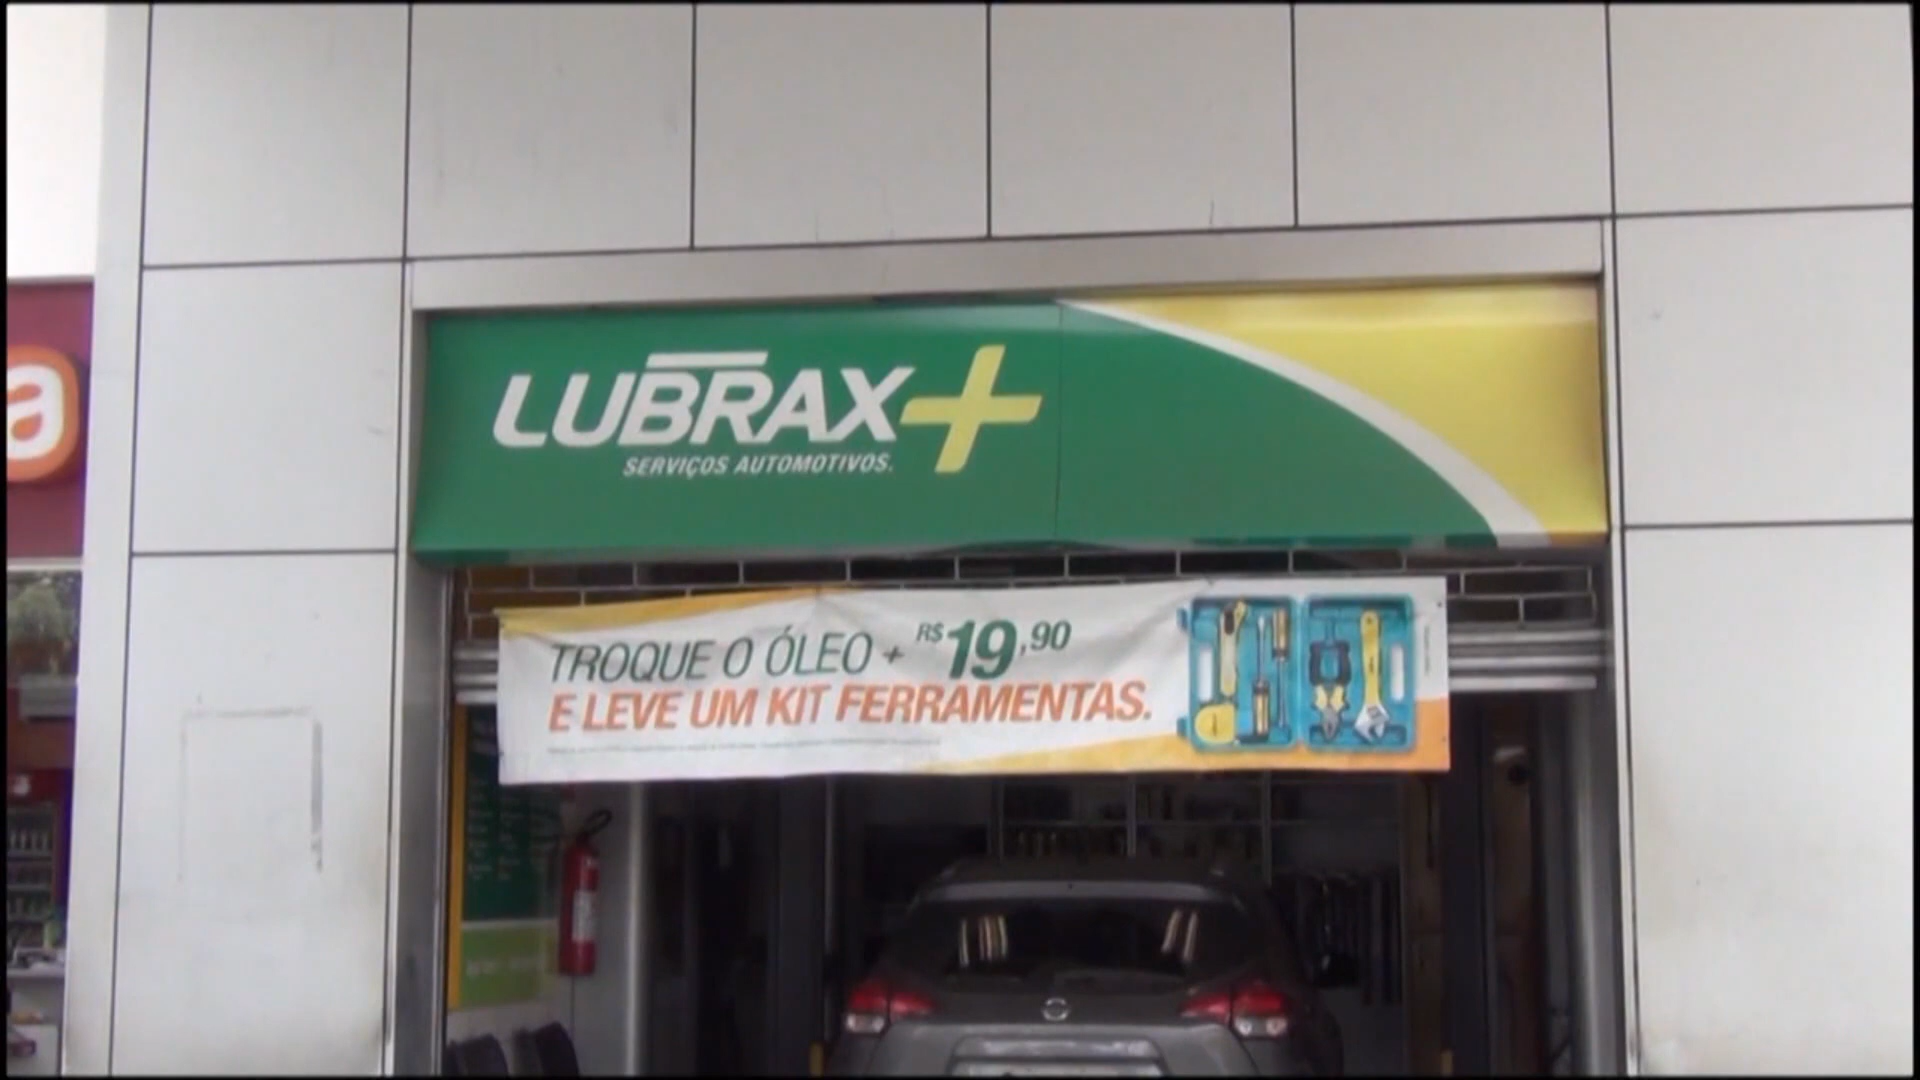 a
LUBRAX+
SERVIÇOS AUTOMOTIVOS.
TROQUE O ÓLEO + R$ 19,90
E LEVE UM KIT FERRAMENTAS.